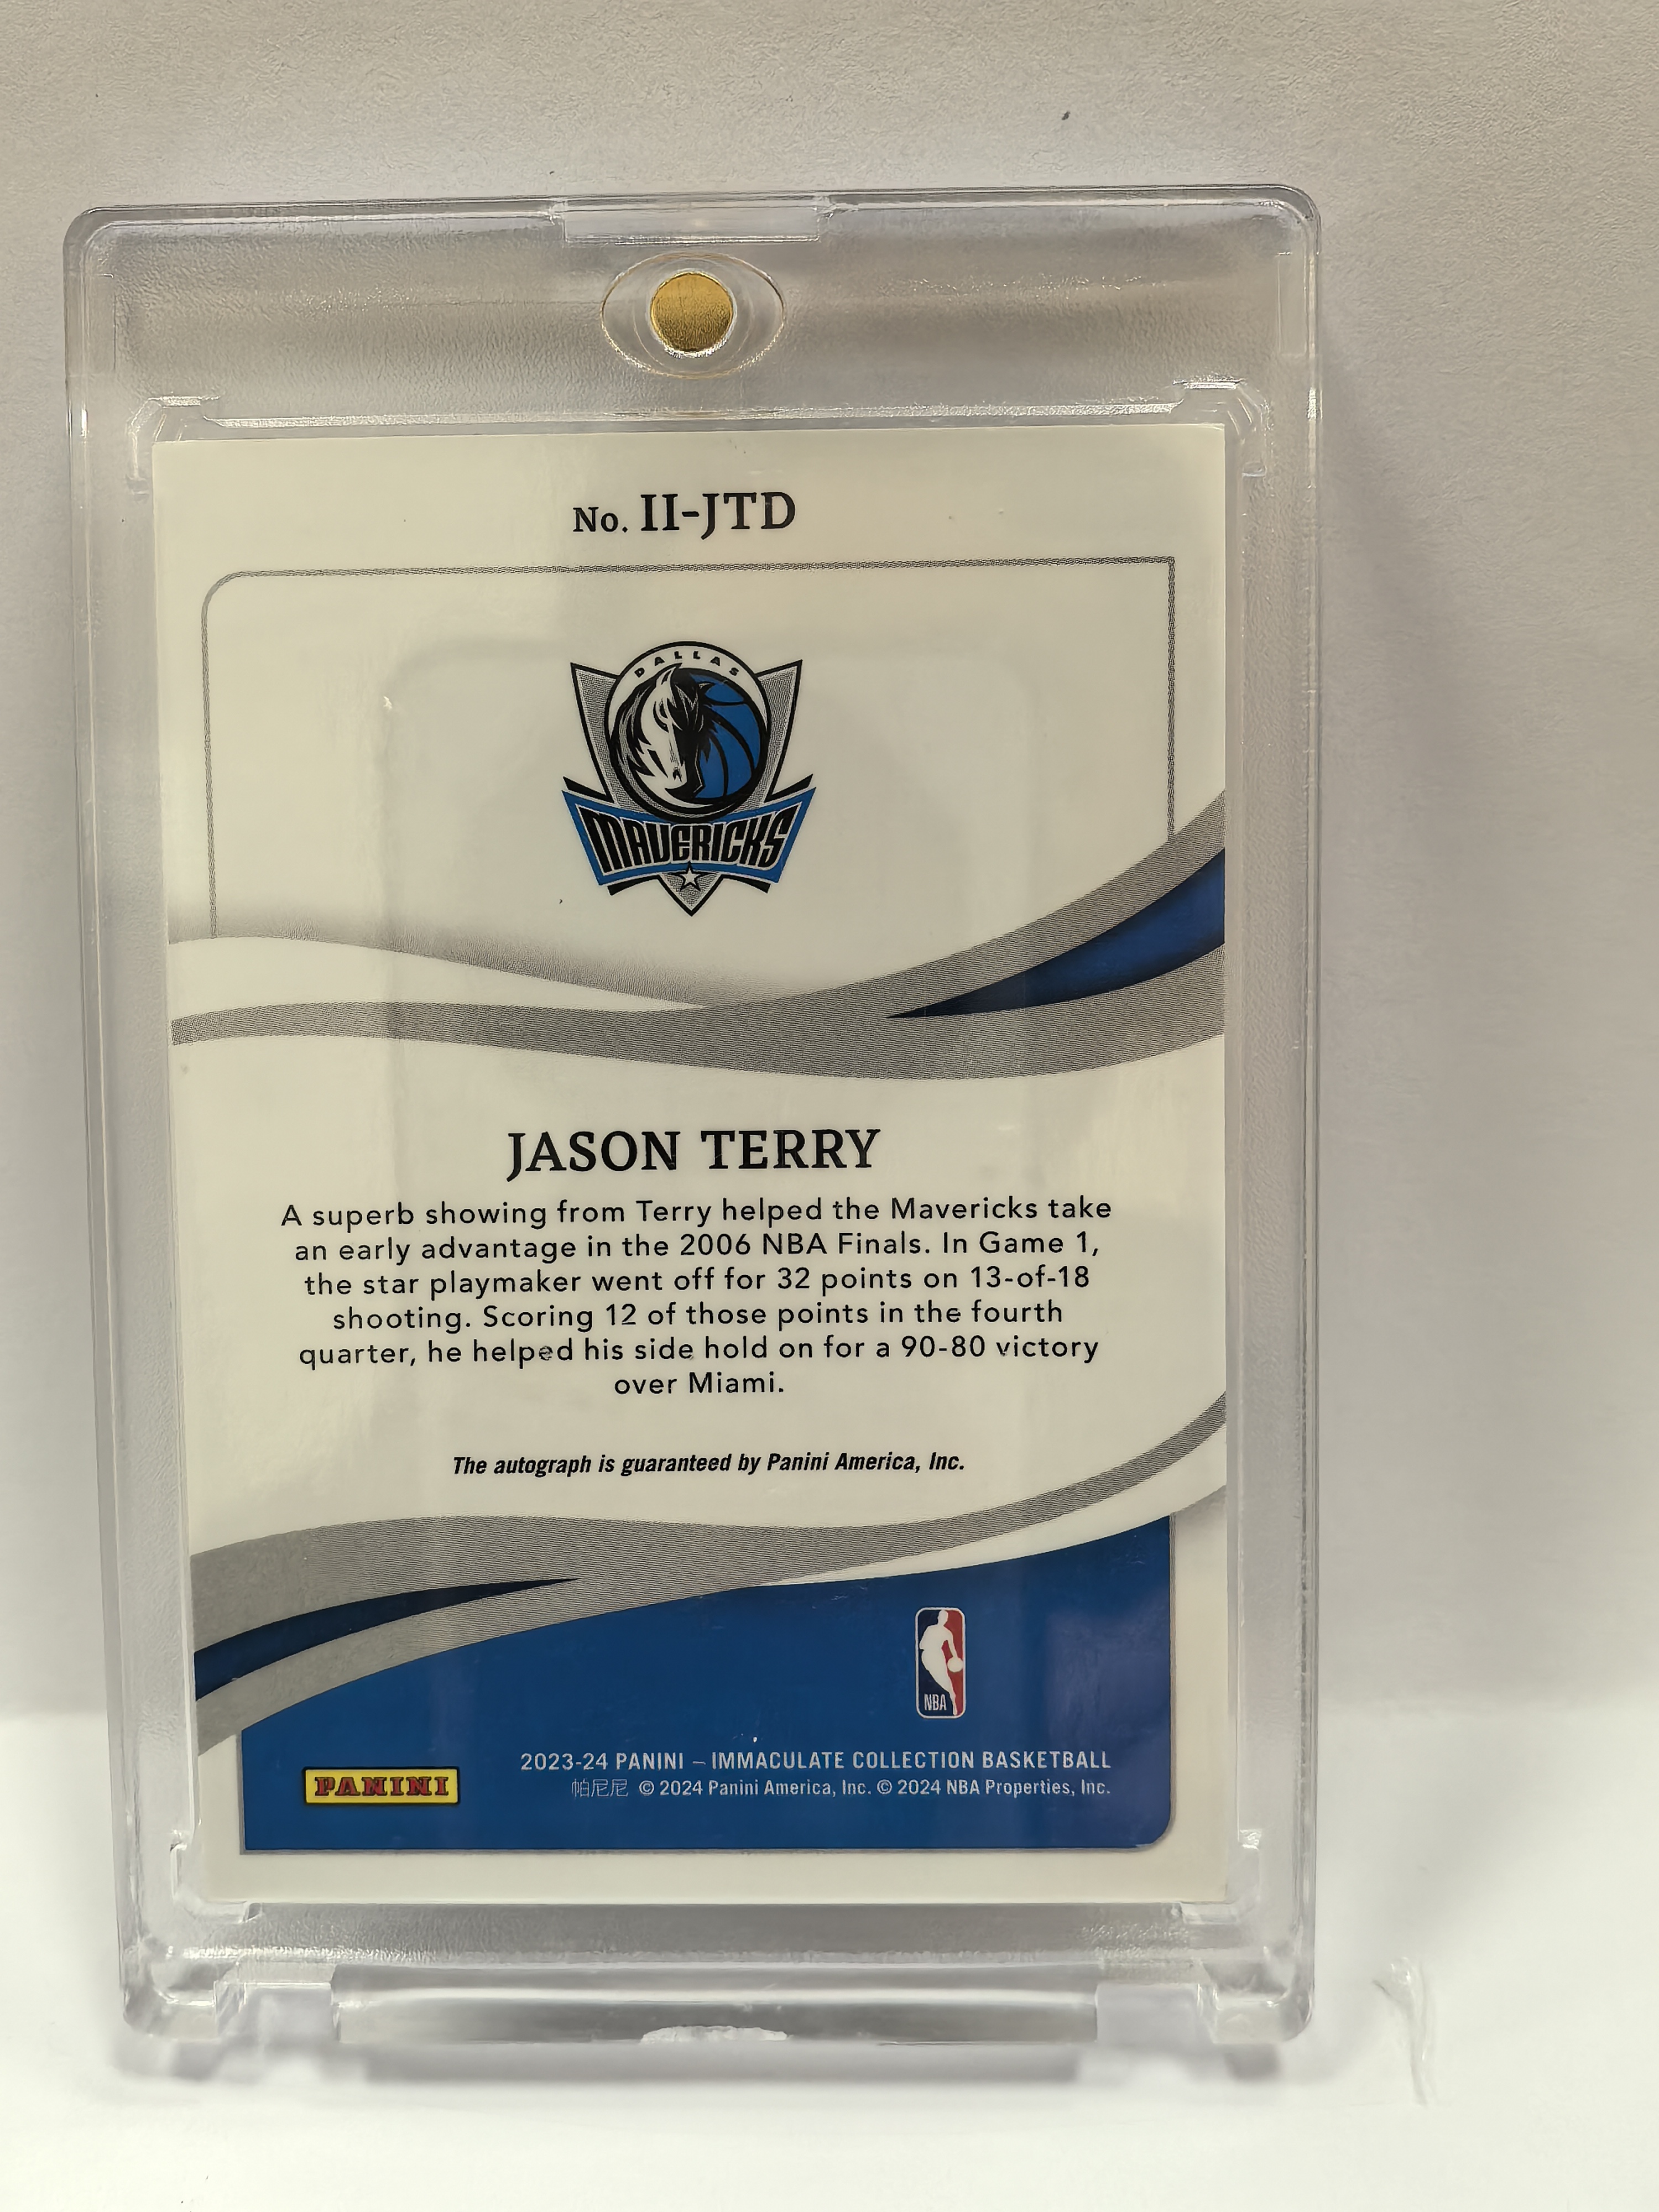 No. II-JTD
DALLAS
MAVERICKS
JASON TERRY
A superb showing from Terry helped the Mavericks take
an early advantage in the 2006 NBA Finals. In Game 1,
the star playmaker went off for 32 points on 13-of-18
shooting. Scoring 12 of those points in the fourth
quarter, he helped his side hold on for a 90-80 victory
over Miami.
The autograph is guaranteed by Panini America, Inc.
NBA
PANINI
2023-24 PANINI – IMMACULATE COLLECTION BASKETBALL
帕尼尼 © 2024 Panini America, Inc. © 2024 NBA Properties, Inc.